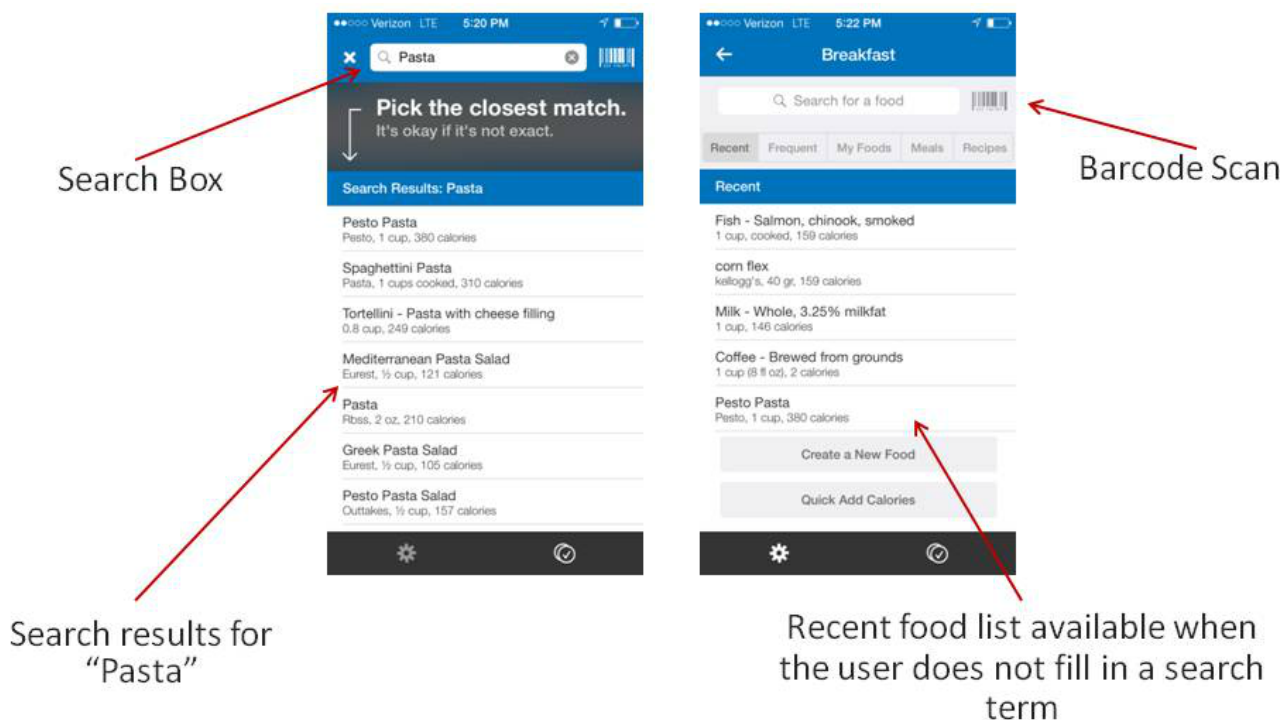 Verizon LTE 5:20 PM
Pasta
Pick the closest match.
It's okay if it's not exact.
Search Results: Pasta
Pesto Pasta
Pesto, 1 cup, 380 calories
Spaghettini Pasta
Pasta, 1 cups cooked, 310 calories
Tortellini - Pasta with cheese filling
0.8 cup, 249 calories
Mediterranean Pasta Salad
Eurest, ½ cup, 121 calories
Pasta
Rbss, 2 oz, 210 calories
Greek Pasta Salad
Eurest, ½ cup, 105 calories
Pesto Pasta Salad
Outtakes, ½ cup, 157 calories
Search Box
Search results for
“Pasta”
Verizon LTE 5:22 PM
Breakfast
Search for a food
Recent Frequent My Foods Meals Recipes
Recent
Fish - Salmon, chinook, smoked
1 cup, cooked, 159 calories
corn flex
kellogg's, 40 gr, 159 calories
Milk - Whole, 3.25% milkfat
1 cup, 146 calories
Coffee - Brewed from grounds
1 cup (8 fl oz), 2 calories
Pesto Pasta
Pesto, 1 cup, 380 calories
Create a New Food
Quick Add Calories
Barcode Scan
Recent food list available when
the user does not fill in a search
term